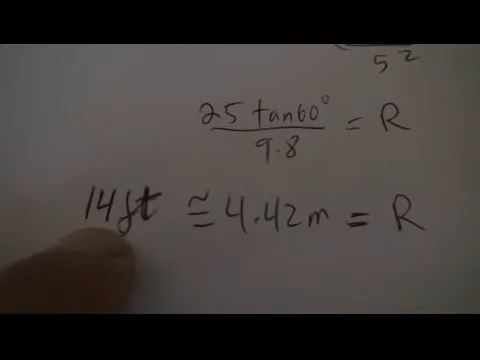 5²
25 tan60° / 9.8 = R
14ft ≅ 4.42m = R